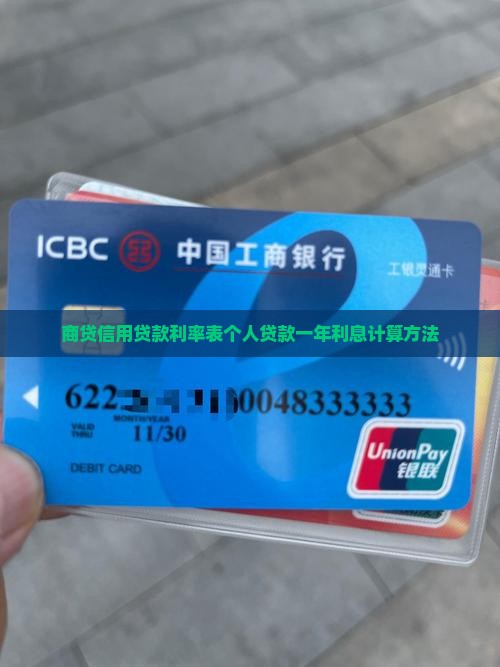 ICBC 中国工商银行
工银灵通卡
商贷信用贷款利率表个人贷款一年利息计算方法
622 0048333333
MONTH/YEAR
VALID THRU 11/30
DEBIT CARD
UnionPay
银联